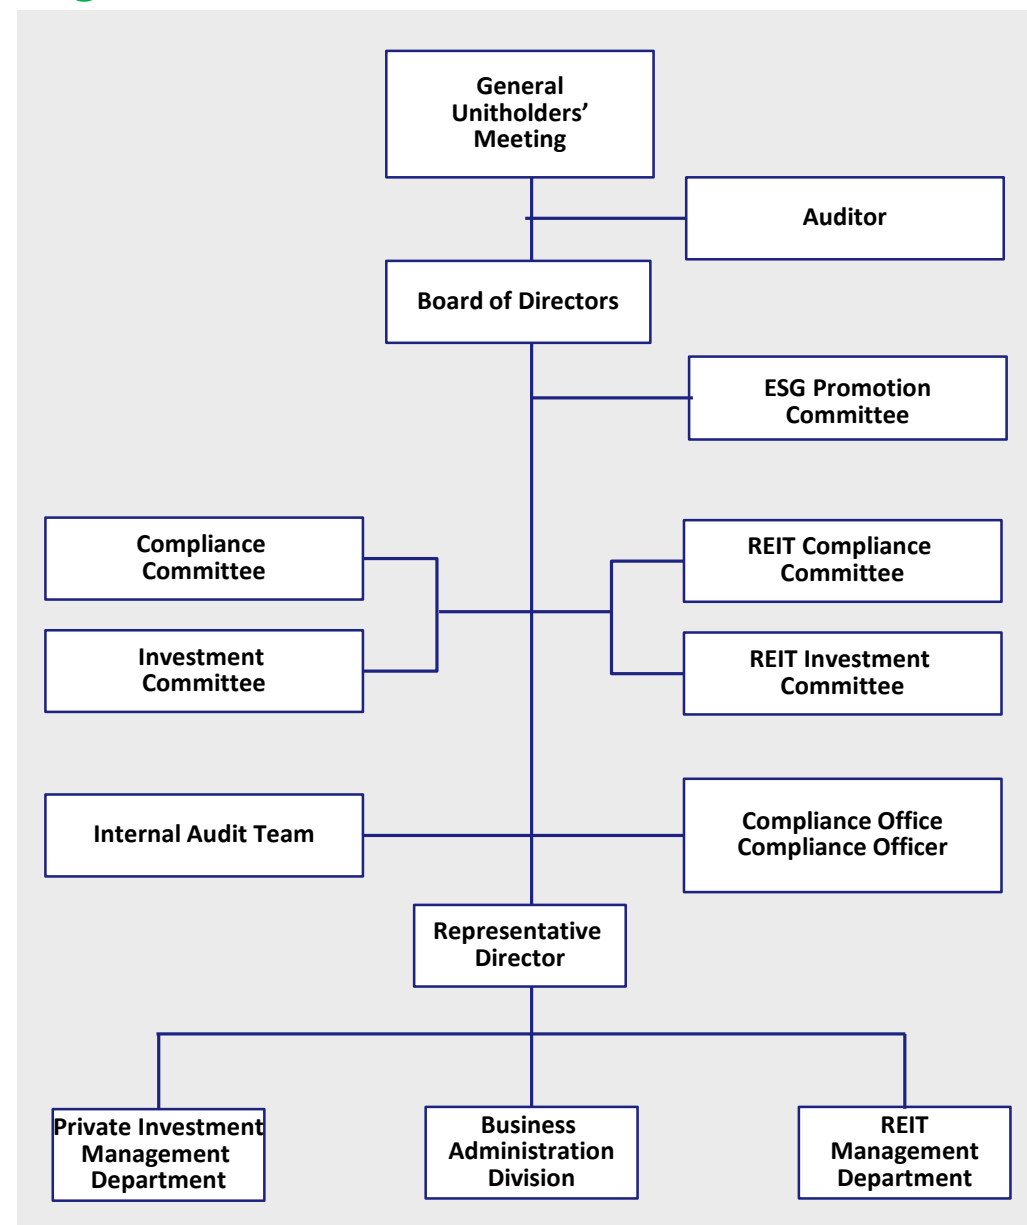 General
Unitholders’
Meeting
Auditor
Board of Directors
ESG Promotion
Committee
Compliance
Committee
REIT Compliance
Committee
Investment
Committee
REIT Investment
Committee
Internal Audit Team
Compliance Office
Compliance Officer
Representative
Director
Private Investment
Management
Department
Business
Administration
Division
REIT
Management
Department